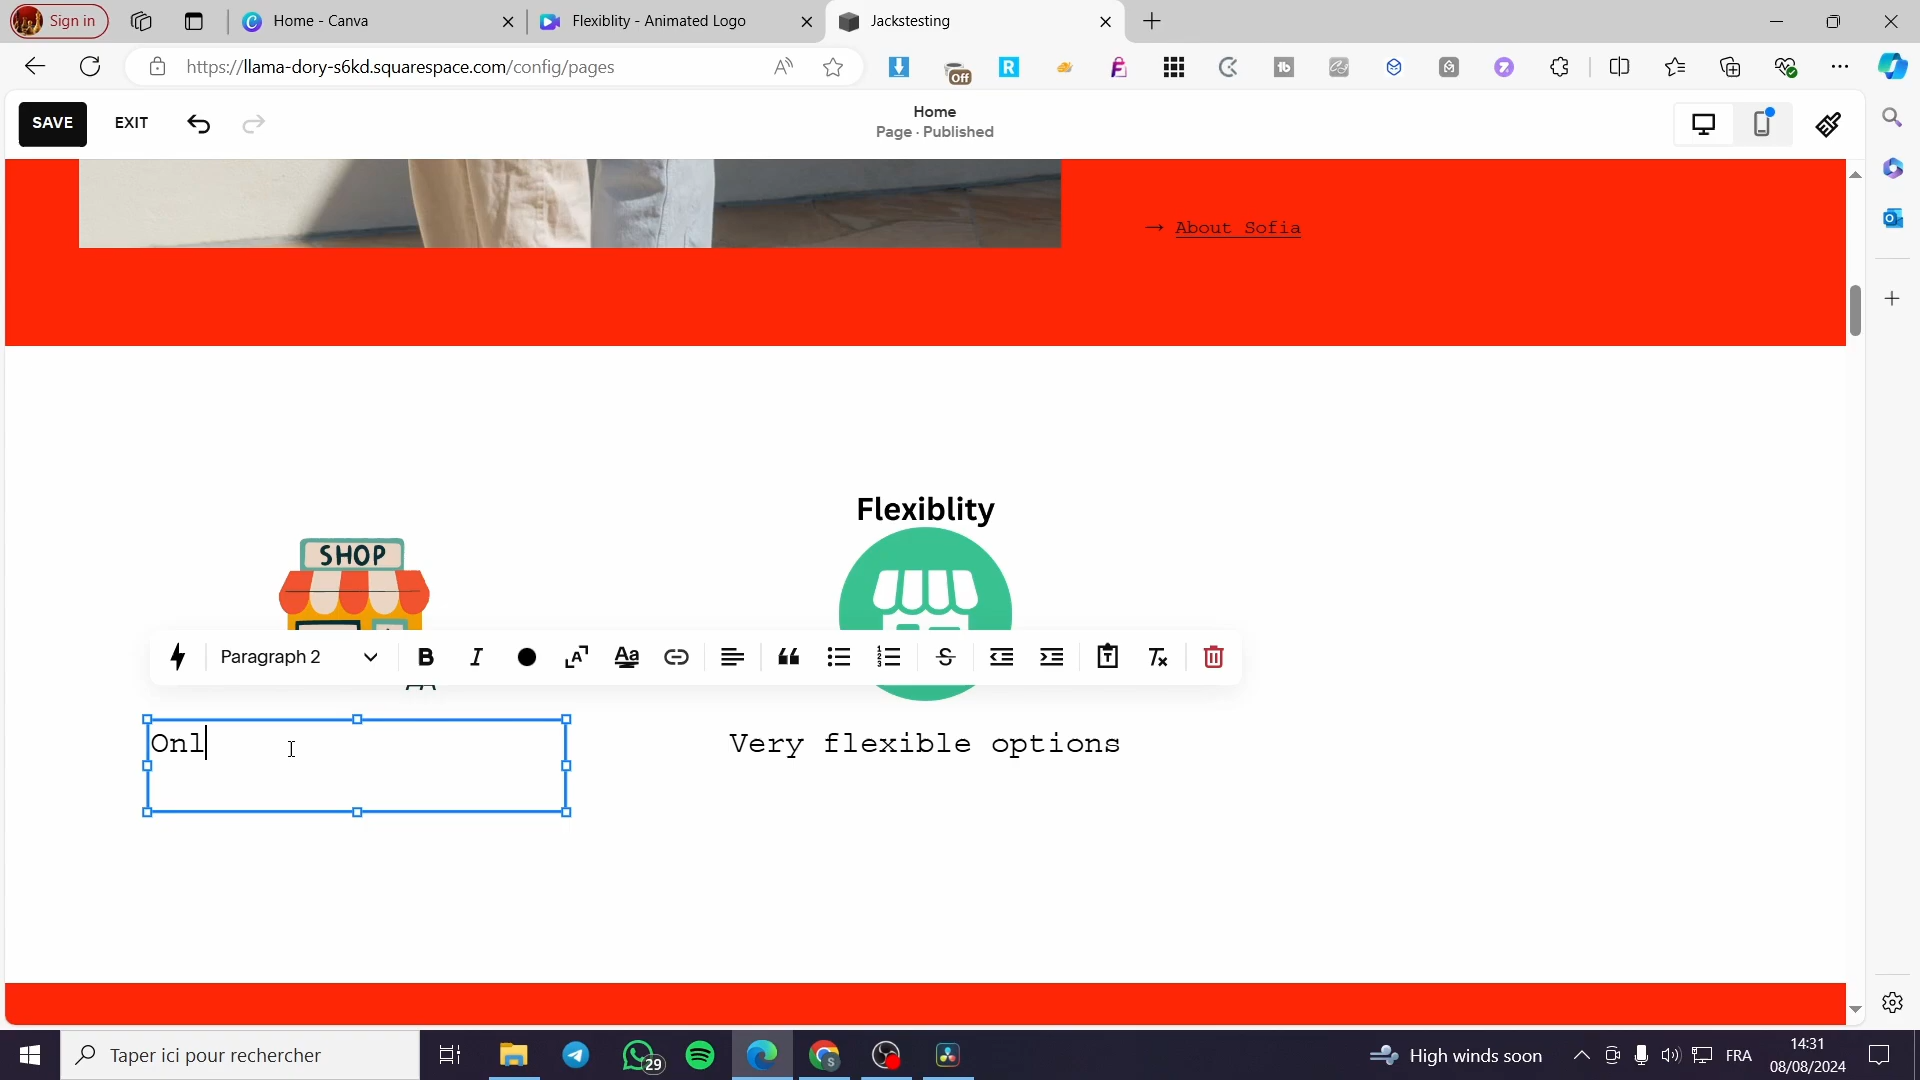 Sign in
Home - Canva
Flexiblity - Animated Logo
Jackstesting
https://llama-dory-s6kd.squarespace.com/config/pages
Off
SAVE
EXIT
Home
Page · Published
→ About Sofia
Flexiblity
SHOP
Paragraph 2
Onl
Very flexible options
Taper ici pour rechercher
29
High winds soon
FRA
14:31
08/08/2024